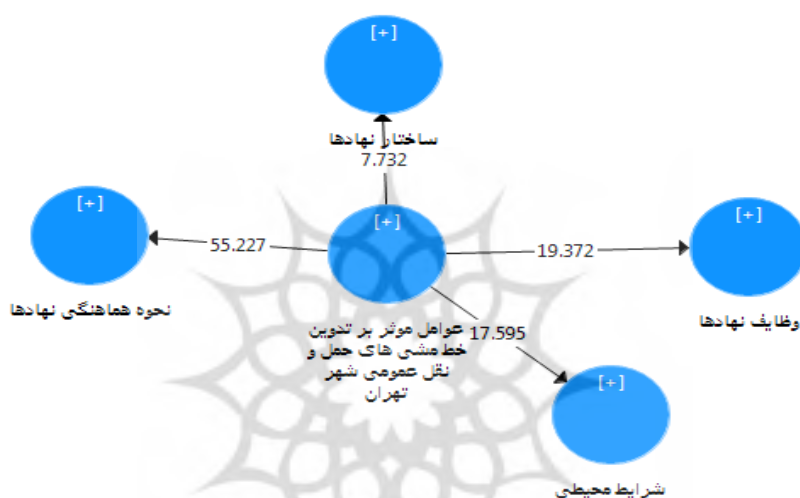 [+]
ساختار نهادها
7.732
[+]
[+]
[+]
55.227
19.372
نحوه هماهنگی نهادها
وظایف نهادها
عوامل موثر بر تدوین
خط مشی های حمل و
نقل عمومی شهر
تهران
17.595
[+]
شرایط محیطی